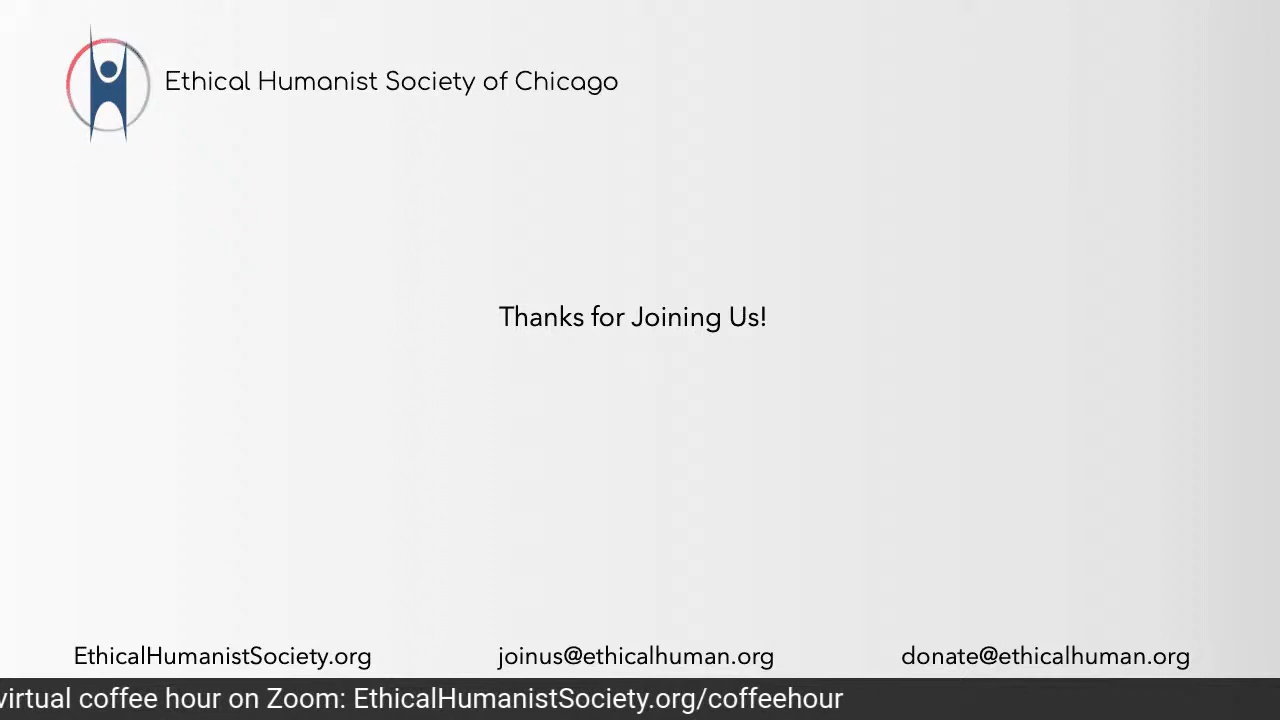 Ethical Humanist Society of Chicago
Thanks for Joining Us!
EthicalHumanistSociety.org
joinus@ethicalhuman.org
donate@ethicalhuman.org
virtual coffee hour on Zoom: EthicalHumanistSociety.org/coffeehour